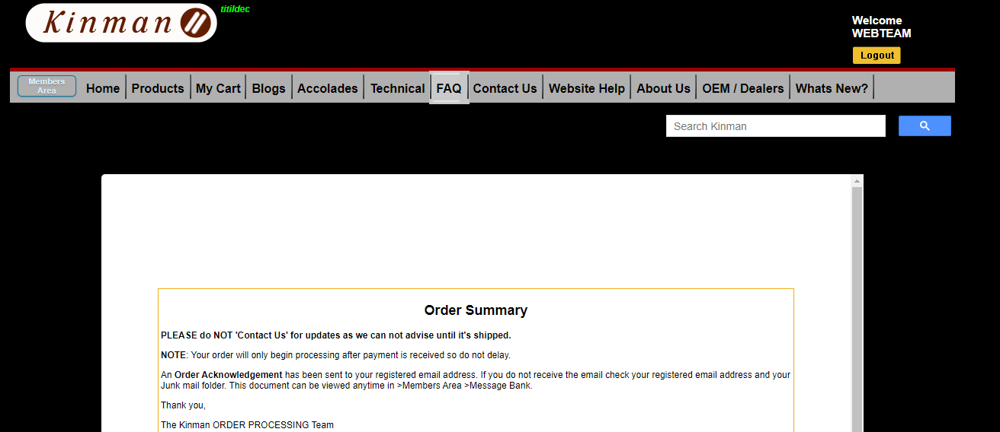 Kinman
titildec
Welcome
WEBTEAM
Logout
Members
Area
Home
Products
My Cart
Blogs
Accolades
Technical
FAQ
Contact Us
Website Help
About Us
OEM / Dealers
Whats New?
Search Kinman
Order Summary
PLEASE do NOT 'Contact Us' for updates as we can not advise until it's shipped.
NOTE: Your order will only begin processing after payment is received so do not delay.
An Order Acknowledgement has been sent to your registered email address. If you do not receive the email check your registered email address and your
Junk mail folder. This document can be viewed anytime in >Members Area >Message Bank.
Thank you,
The Kinman ORDER PROCESSING Team